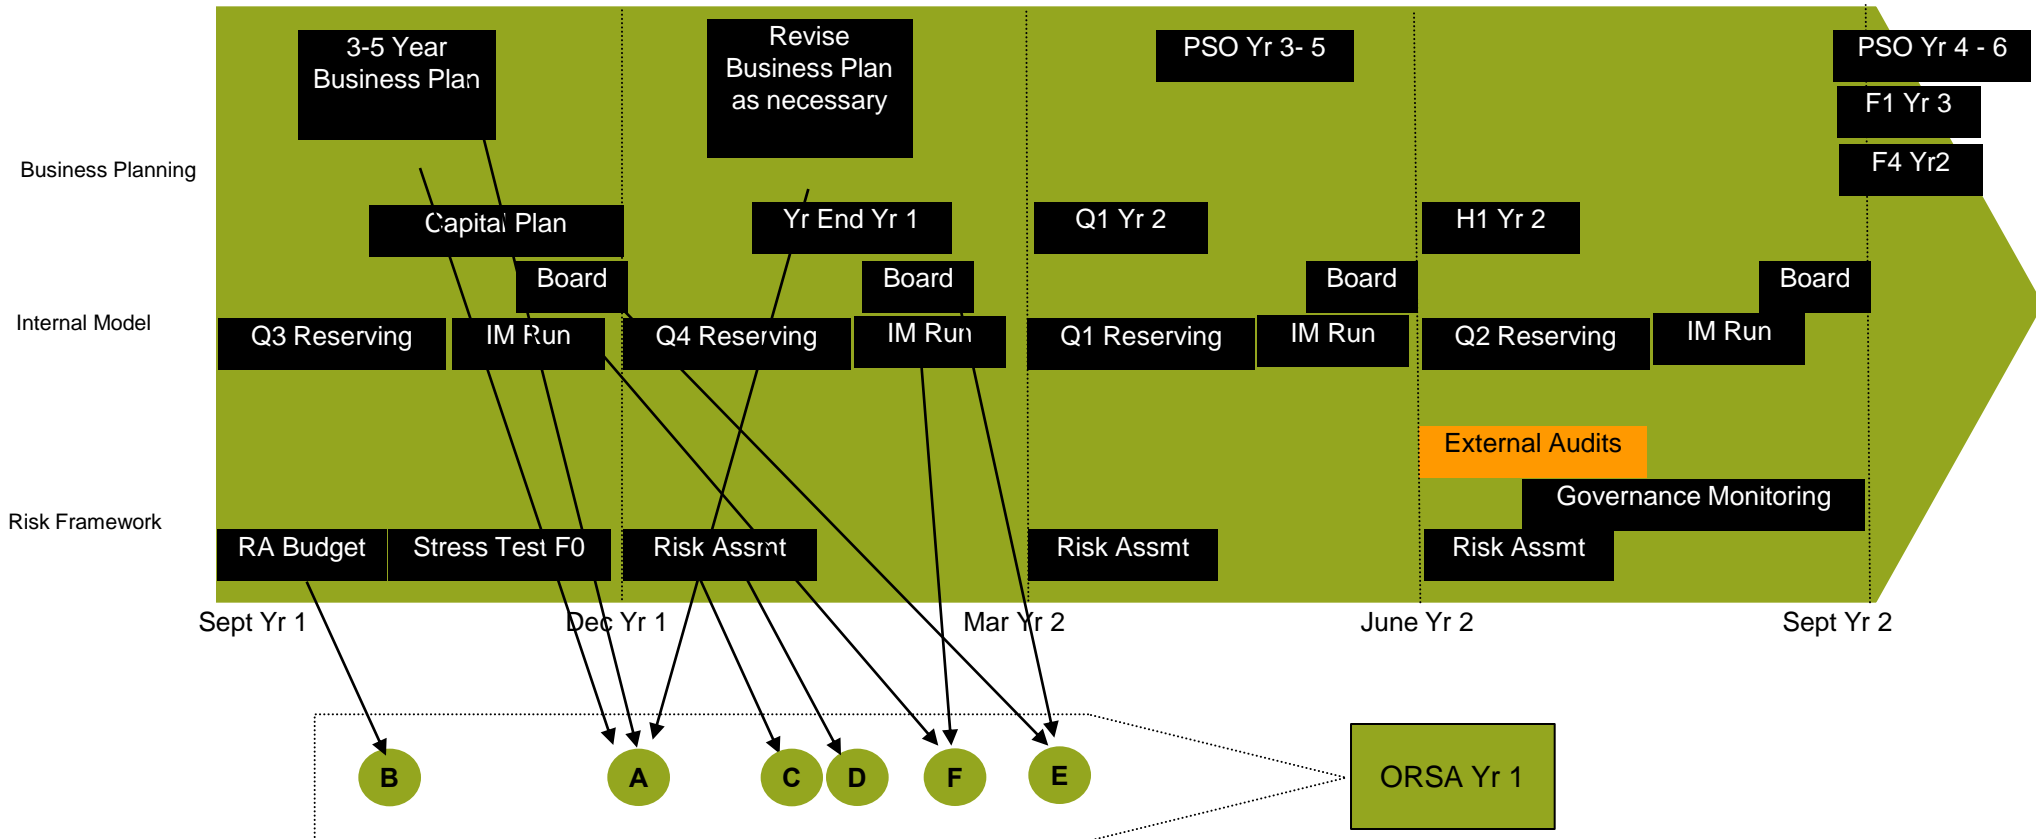 3-5 Year
Business Plan
Revise
Business Plan
as necessary
PSO Yr 3- 5
PSO Yr 4 - 6
F1 Yr 3
F4 Yr2
Business Planning
Capital Plan
Yr End Yr 1
Q1 Yr 2
H1 Yr 2
Board
Board
Board
Board
Internal Model
Q3 Reserving
IM Run
Q4 Reserving
IM Run
Q1 Reserving
IM Run
Q2 Reserving
IM Run
External Audits
Governance Monitoring
Risk Framework
RA Budget
Stress Test F0
Risk Assmt
Risk Assmt
Risk Assmt
Sept Yr 1
Dec Yr 1
Mar Yr 2
June Yr 2
Sept Yr 2
B
A
C
D
F
E
ORSA Yr 1